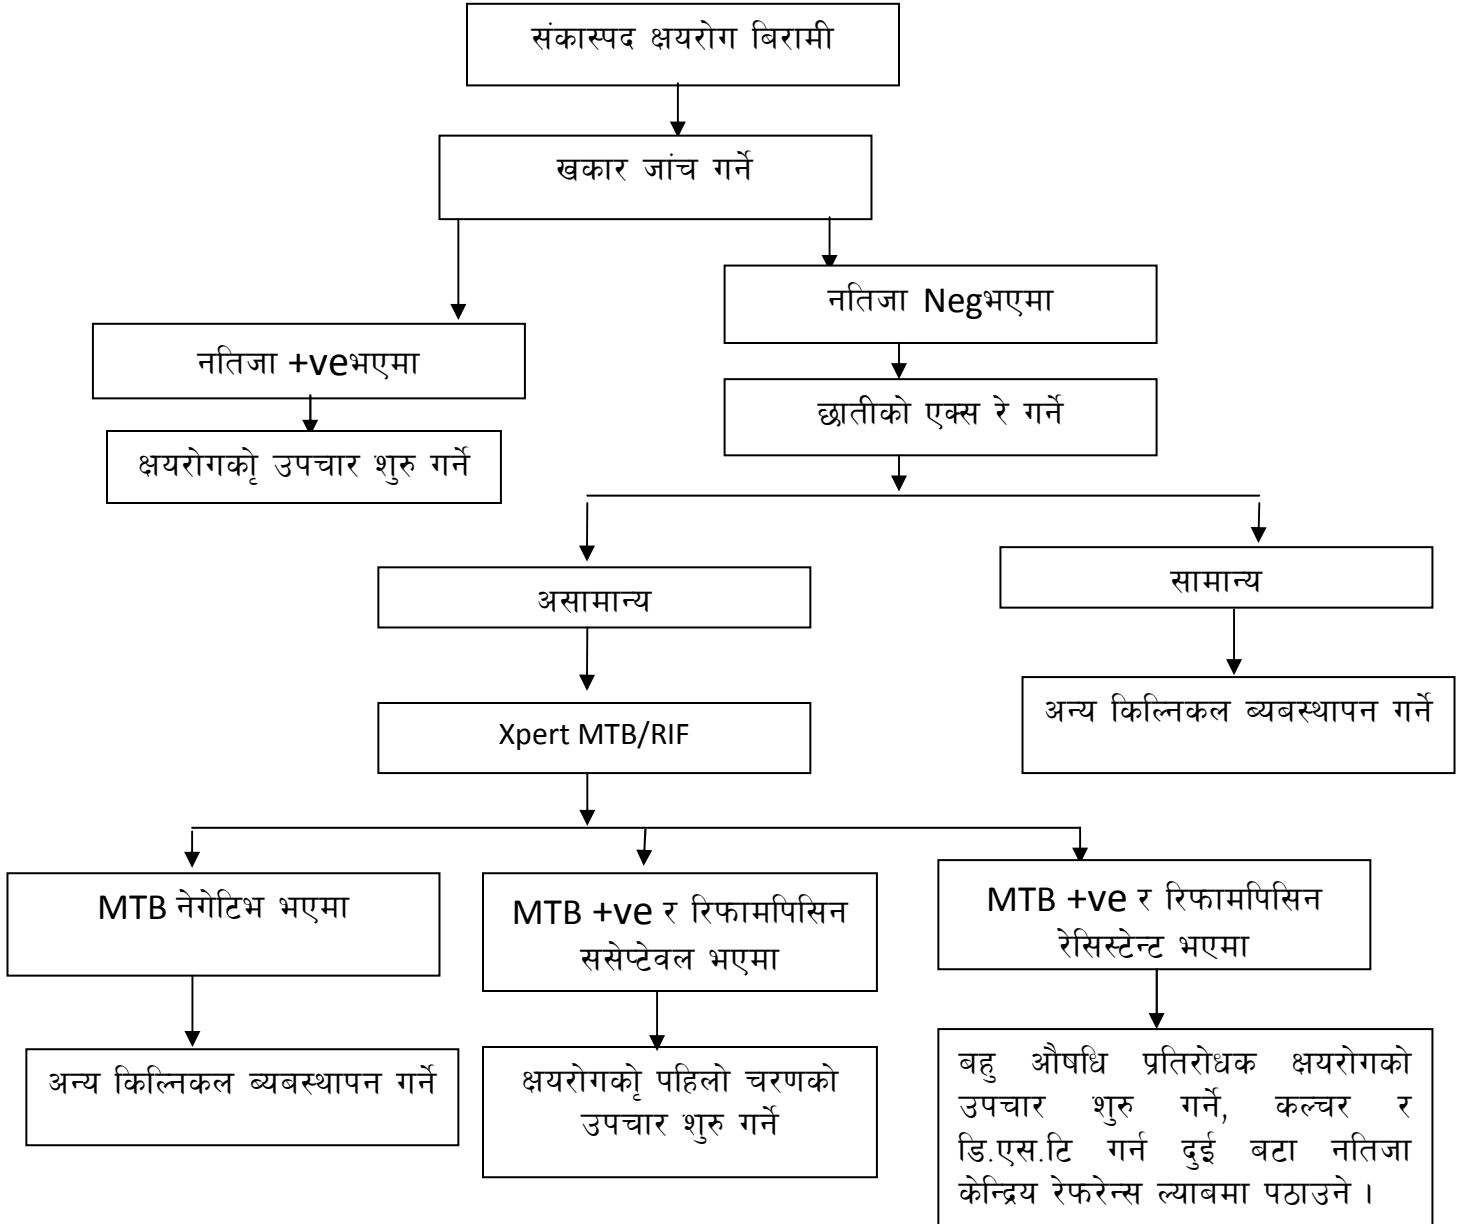 संकास्पद क्षयरोग बिरामी
खकार जांच गर्ने
नतिजा Negभएमा
नतिजा +veभएमा
छातीको एक्स रे गर्ने
क्षयरोगकोृ उपचार शुरु गर्ने
असामान्य
सामान्य
Xpert MTB/RIF
अन्य किल्निकल ब्यबस्थापन गर्ने
MTB नेगेटिभ भएमा
MTB +ve र रिफामपिसिन
ससेप्टेवल भएमा
MTB +ve र रिफामपिसिन
रेसिस्टेन्ट भएमा
अन्य किल्निकल ब्यबस्थापन गर्ने
क्षयरोगकोृ पहिलो चरणको
उपचार शुरु गर्ने
बहु औषधि प्रतिरोधक क्षयरोगको
उपचार शुरु गर्ने, कल्चर र
डि.एस.टि गर्न दुई बटा नतिजा
केन्द्रिय रेफरेन्स ल्याबमा पठाउने ।